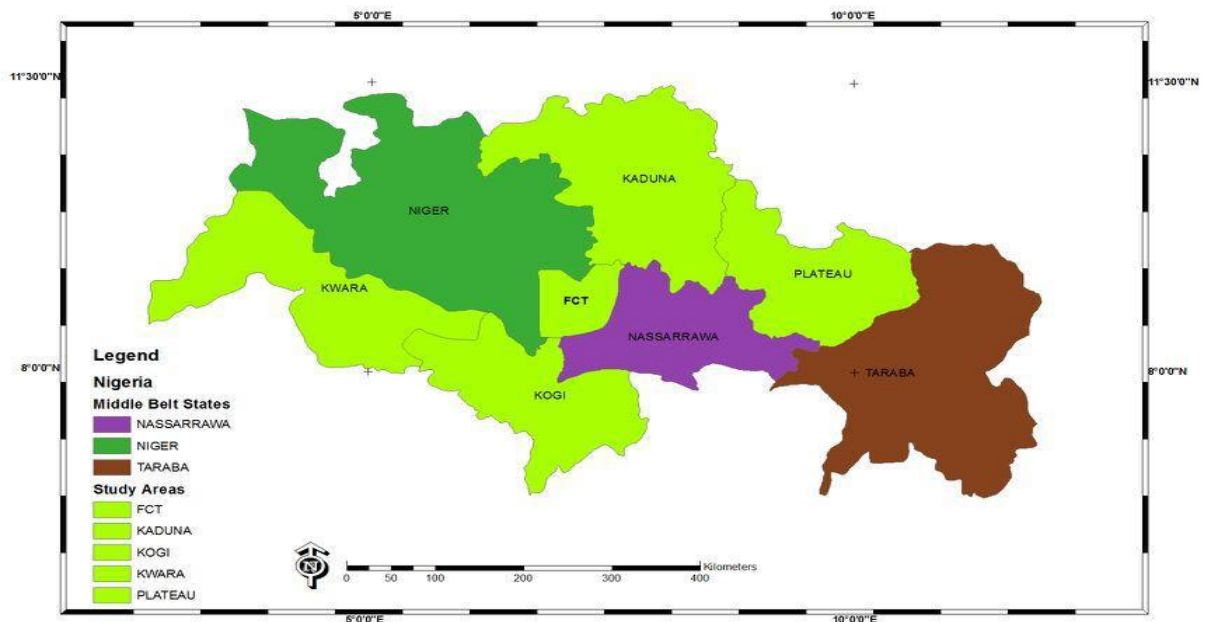 5°0'0"E 10°0'0"E
11°30'0"N 11°30'0"N
KADUNA
NIGER
PLATEAU
KWARA
FCT
NASSARRAWA
8°0'0"N 8°0'0"N
TARABA
KOGI
Legend
Nigeria
Middle Belt States
NASSARRAWA
NIGER
TARABA
Study Areas
FCT
KADUNA
KOGI
KWARA
PLATEAU
N
Kilometers
0 50 100 200 300 400
5°0'0"E 10°0'0"E